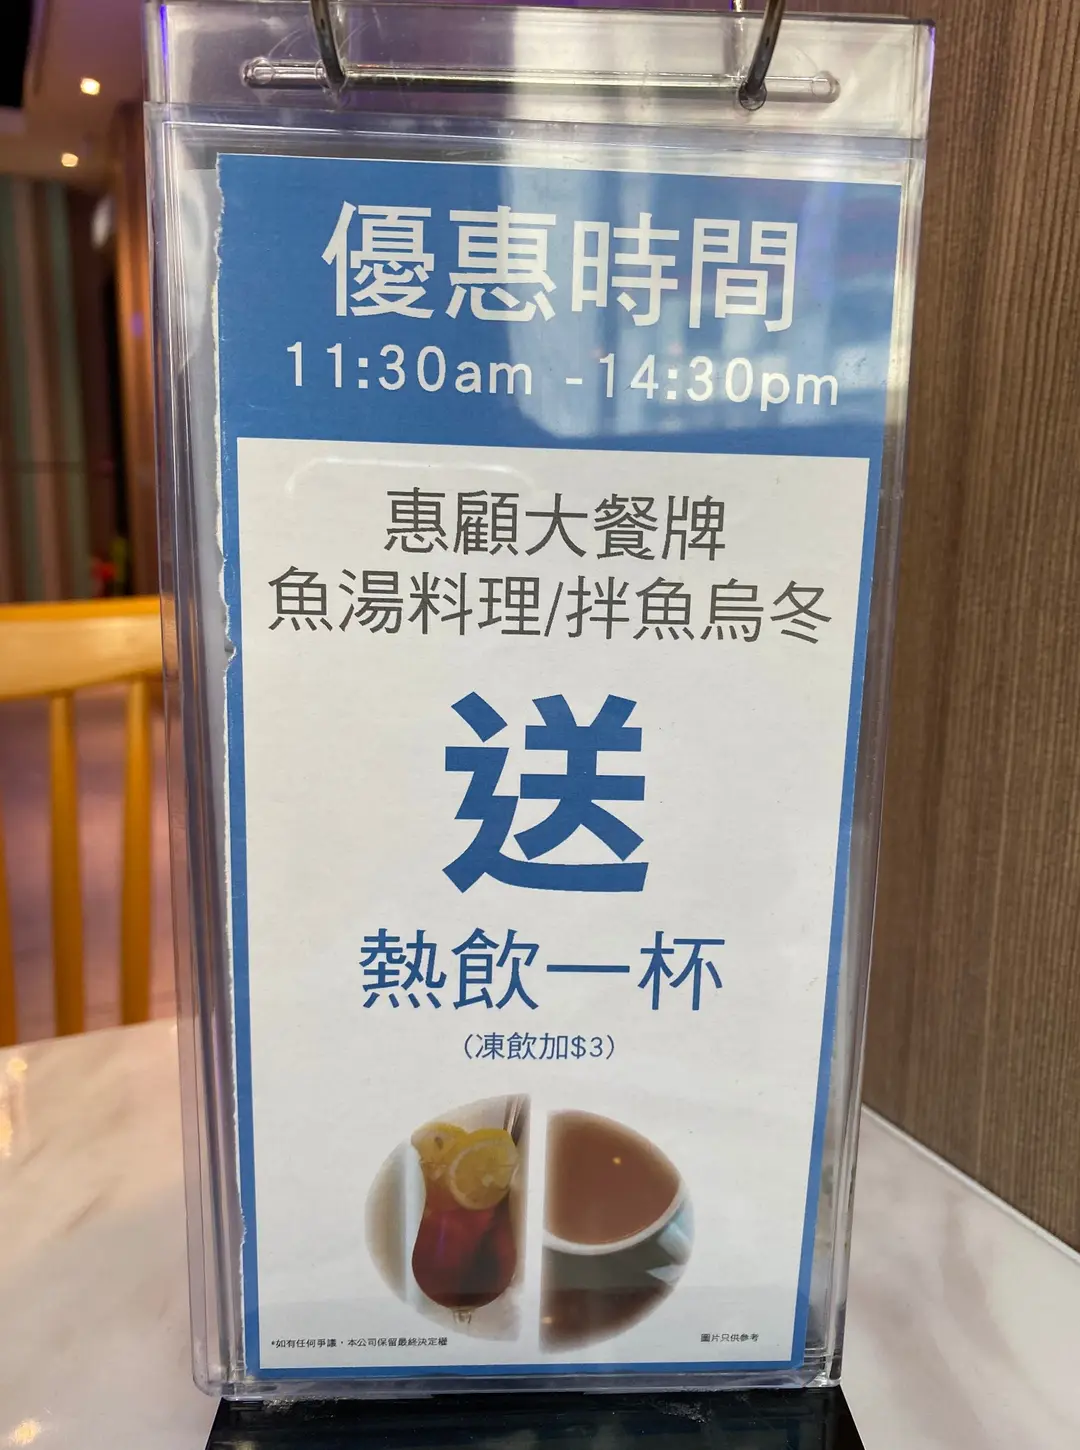 優惠時間
11:30am - 14:30pm
惠顧大餐牌
魚湯料理/拌魚烏冬
送
熱飲一杯
(凍飲加$3)
*如有任何爭議，本公司保留最終決定權
圖片只供參考